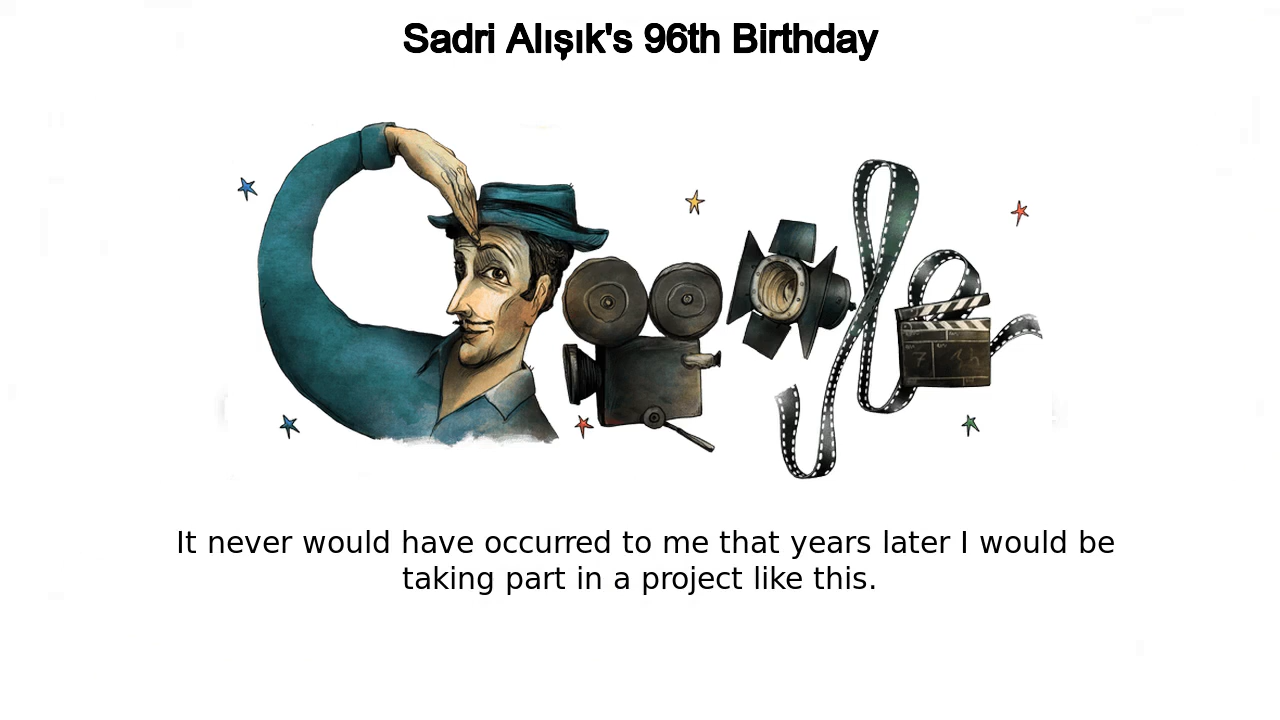 Sadri Alışık's 96th Birthday
It never would have occurred to me that years later I would be
taking part in a project like this.